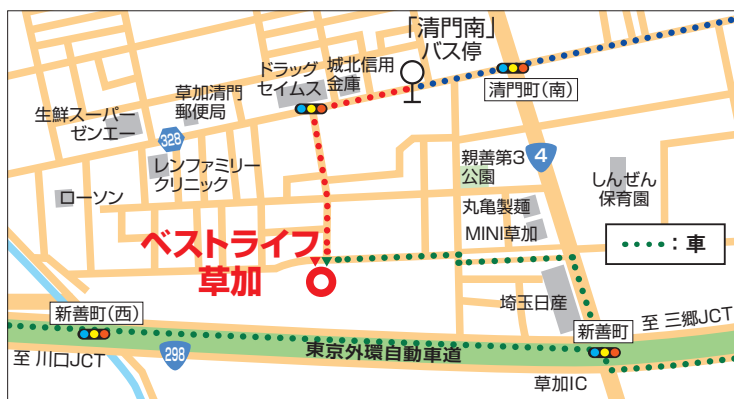 「清門南」
バス停
ドラッグ
セイムス
城北信用
金庫
清門町(南)
草加清門
郵便局
生鮮スーパー
ゼンエー
328
レンファミリー
クリニック
ローソン
親善第3
公園
4
しんぜん
保育園
丸亀製麺
MINI草加
ベストライフ
草加
:車
埼玉日産
新善町(西)
新善町
至 三郷JCT
東京外環自動車道
至 川口JCT
298
草加IC